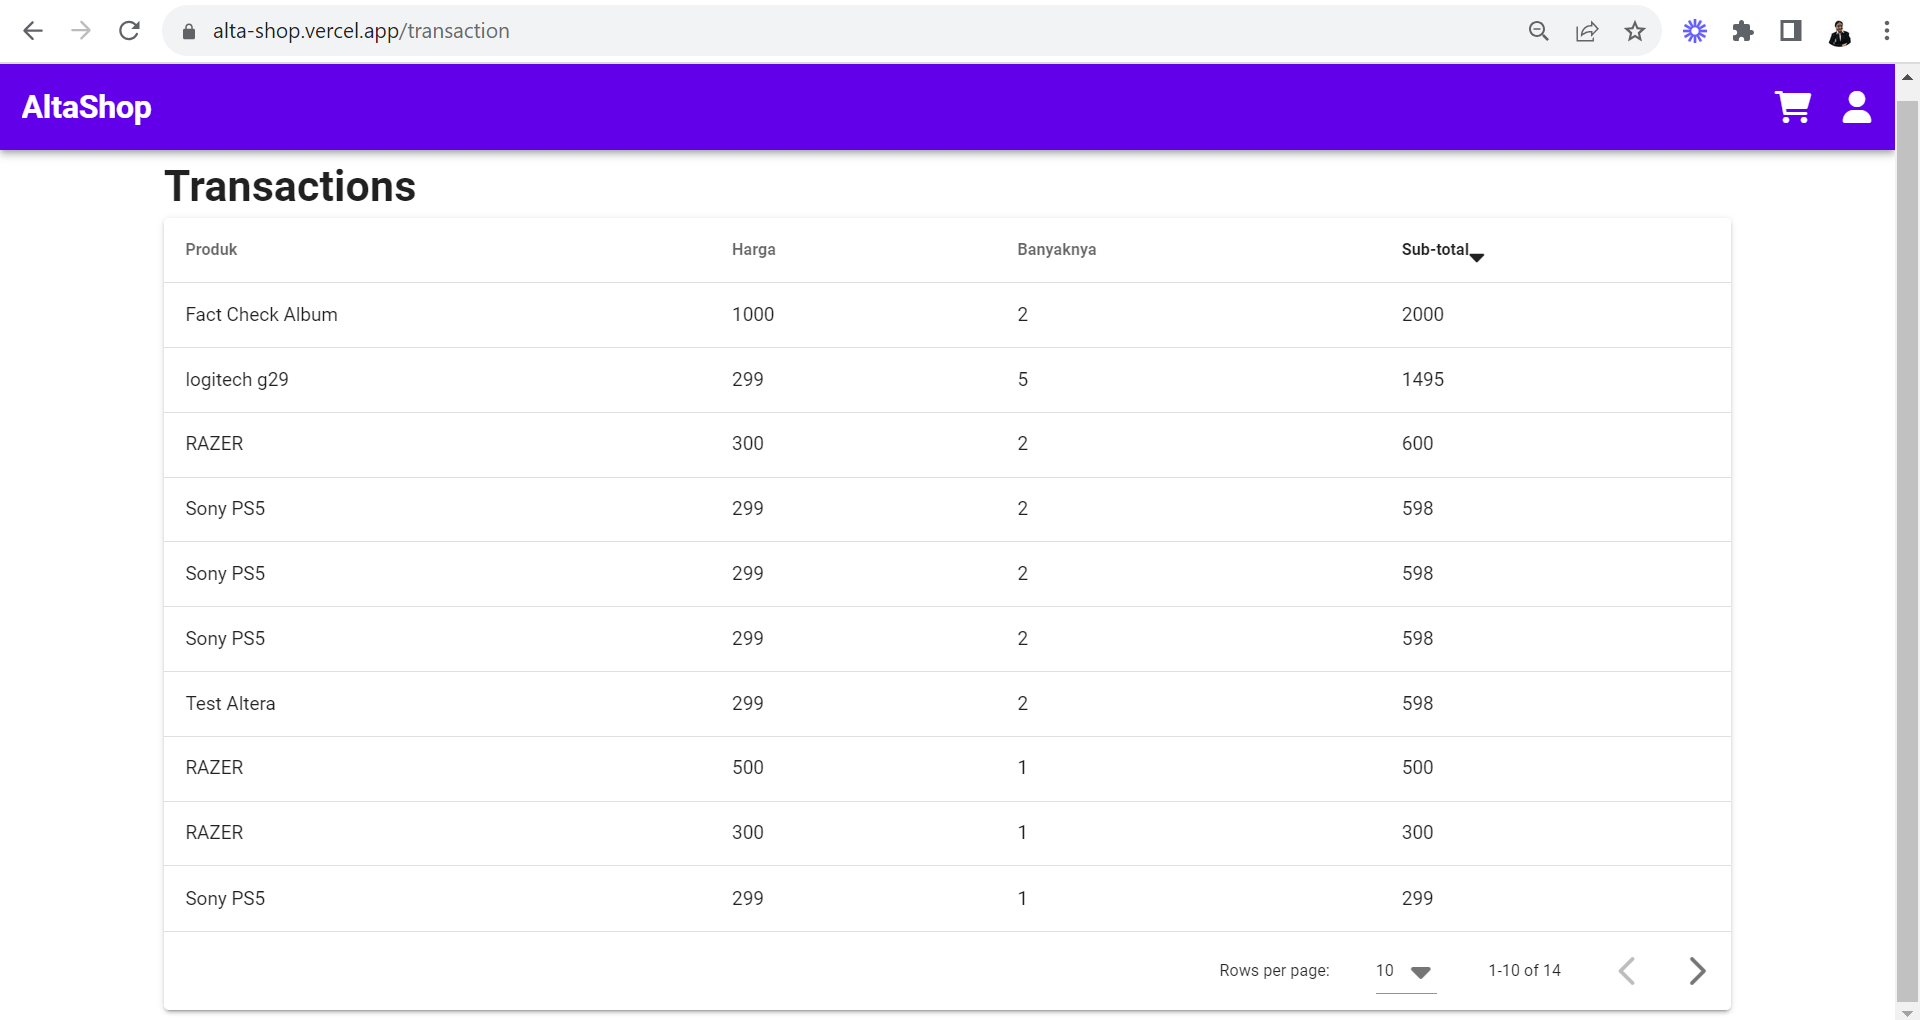 alta-shop.vercel.app/transaction
AltaShop
Transactions
Produk Harga Banyaknya Sub-total
Fact Check Album 1000 2 2000
logitech g29 299 5 1495
RAZER 300 2 600
Sony PS5 299 2 598
Sony PS5 299 2 598
Sony PS5 299 2 598
Test Altera 299 2 598
RAZER 500 1 500
RAZER 300 1 300
Sony PS5 299 1 299
Rows per page: 10 1-10 of 14